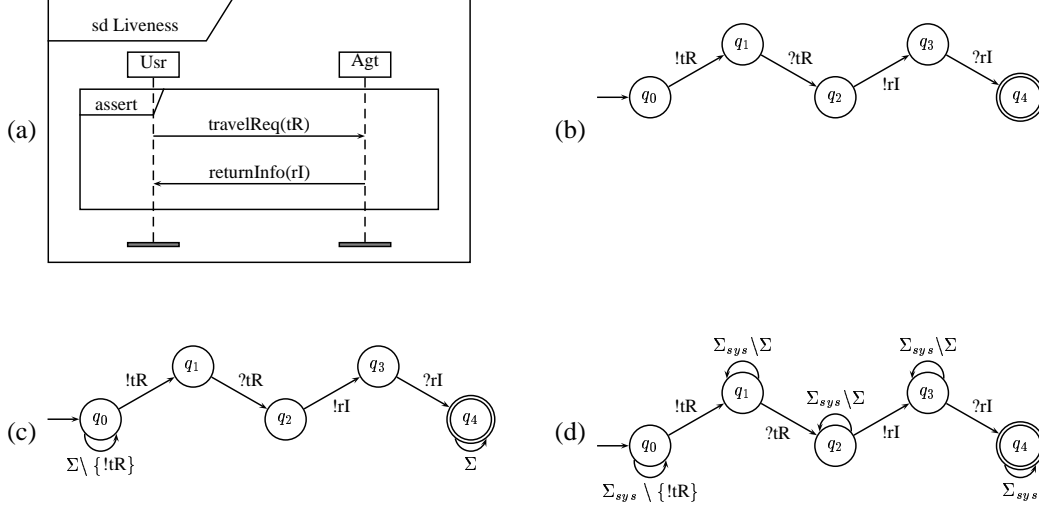 (a)
sd Liveness
Usr
Agt
assert
travelReq(tR)
returnInfo(rI)
(b)
q0
!tR
q1
?tR
q2
!rI
q3
?rI
q4
(c)
q0
Σ\ {!tR}
!tR
q1
?tR
q2
!rI
q3
?rI
q4
Σ
(d)
q0
Σsys \ {!tR}
!tR
Σsys\Σ
q1
?tR
Σsys\Σ
q2
!rI
Σsys\Σ
q3
?rI
q4
Σsys